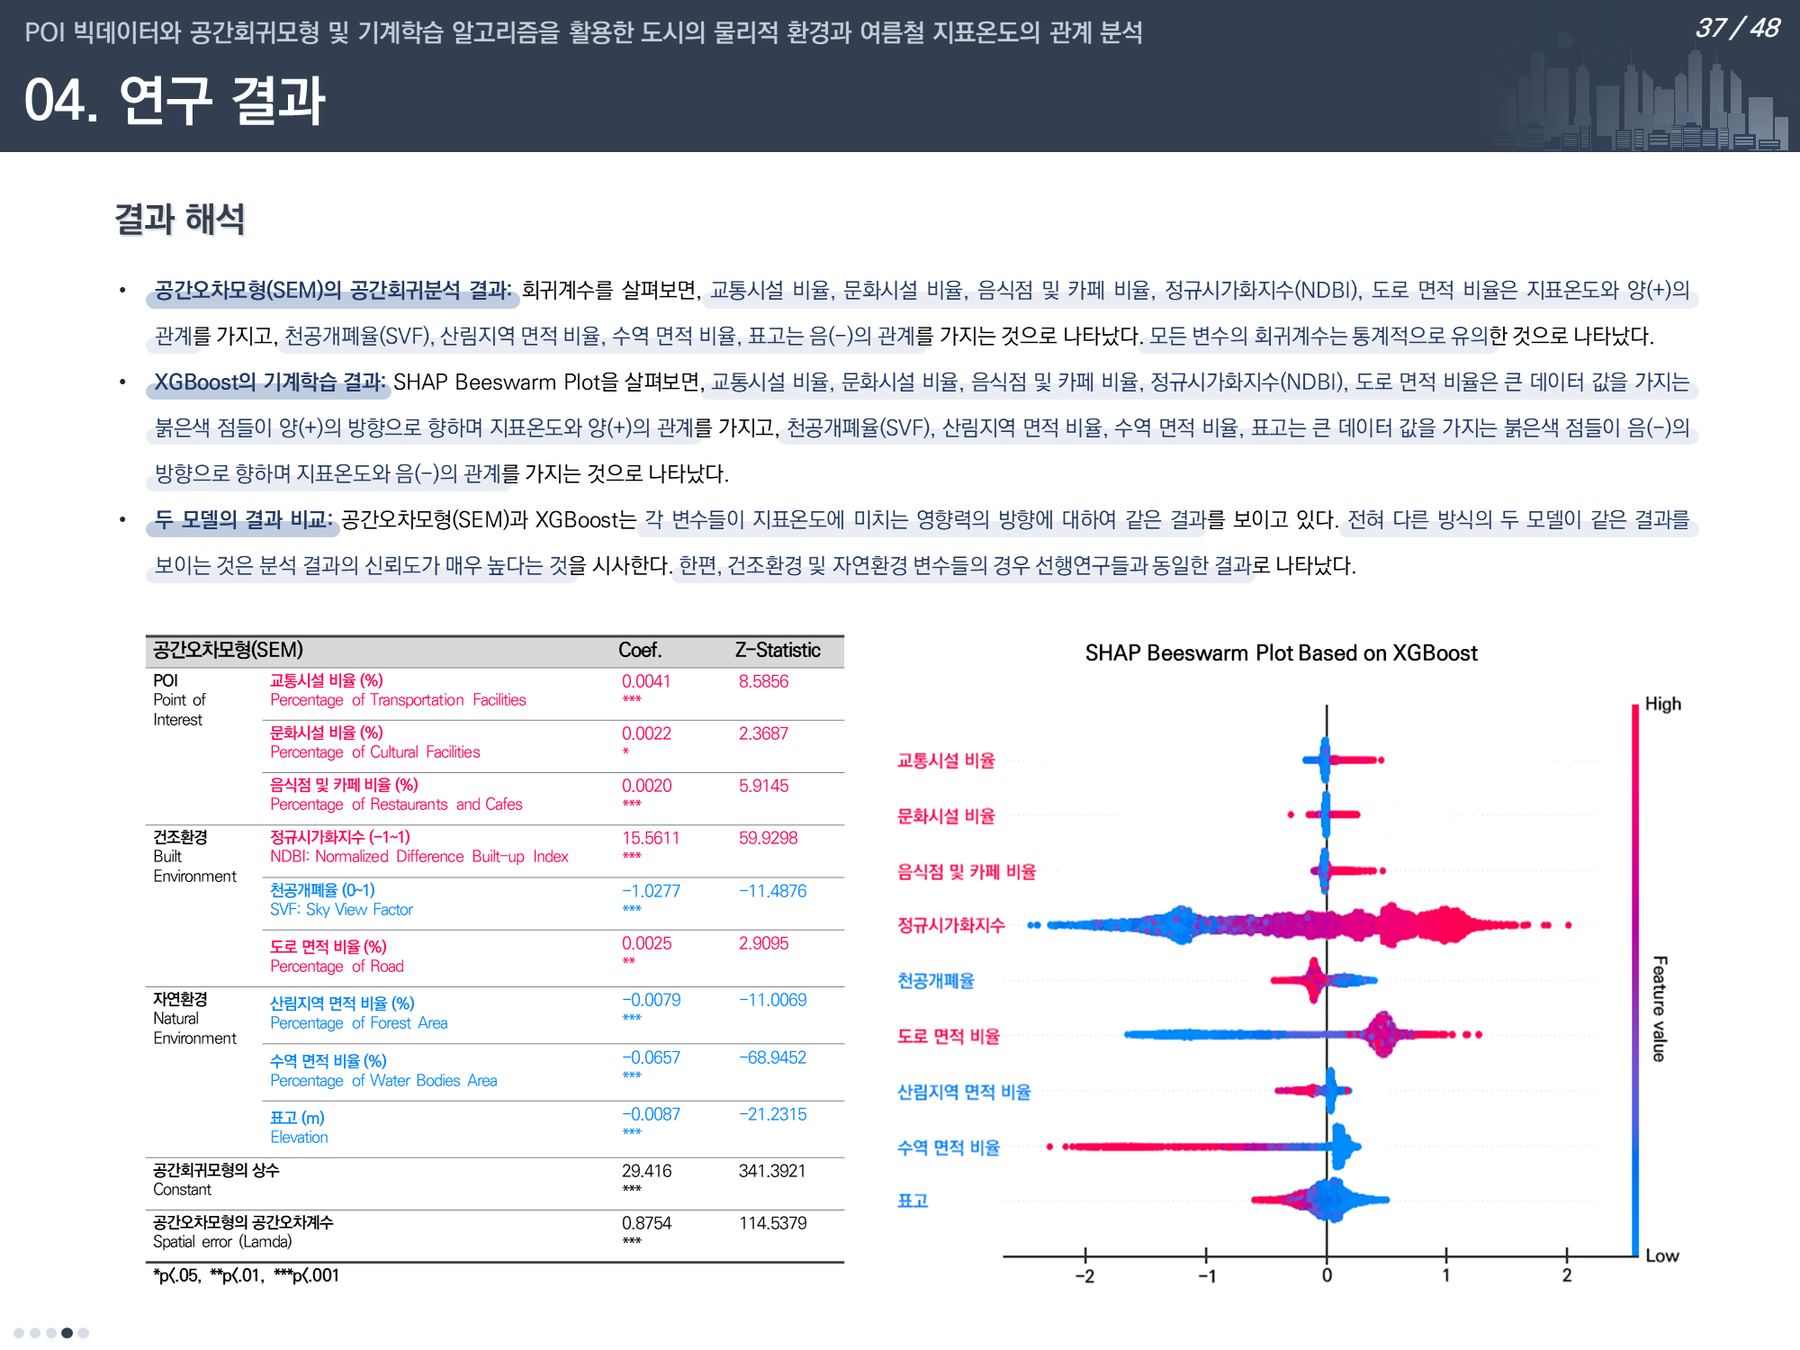 POI 빅데이터와 공간회귀모형 및 기계학습 알고리즘을 활용한 도시의 물리적 환경과 여름철 지표온도의 관계 분석
37 / 48
04. 연구 결과
결과 해석
• 공간오차모형(SEM)의 공간회귀분석 결과: 회귀계수를 살펴보면, 교통시설 비율, 문화시설 비율, 음식점 및 카페 비율, 정규시가화지수(NDBI), 도로 면적 비율은 지표온도와 양(+)의
관계를 가지고, 천공개폐율(SVF), 산림지역 면적 비율, 수역 면적 비율, 표고는 음(-)의 관계를 가지는 것으로 나타났다. 모든 변수의 회귀계수는 통계적으로 유의한 것으로 나타났다.
• XGBoost의 기계학습 결과: SHAP Beeswarm Plot을 살펴보면, 교통시설 비율, 문화시설 비율, 음식점 및 카페 비율, 정규시가화지수(NDBI), 도로 면적 비율은 큰 데이터 값을 가지는
붉은색 점들이 양(+)의 방향으로 향하며 지표온도와 양(+)의 관계를 가지고, 천공개폐율(SVF), 산림지역 면적 비율, 수역 면적 비율, 표고는 큰 데이터 값을 가지는 붉은색 점들이 음(-)의
방향으로 향하며 지표온도와 음(-)의 관계를 가지는 것으로 나타났다.
• 두 모델의 결과 비교: 공간오차모형(SEM)과 XGBoost는 각 변수들이 지표온도에 미치는 영향력의 방향에 대하여 같은 결과를 보이고 있다. 전혀 다른 방식의 두 모델이 같은 결과를
보이는 것은 분석 결과의 신뢰도가 매우 높다는 것을 시사한다. 한편, 건조환경 및 자연환경 변수들의 경우 선행연구들과 동일한 결과로 나타났다.
공간오차모형(SEM) Coef. Z-Statistic
POI 교통시설 비율 (%) 0.0041 8.5856
Point of Percentage of Transportation Facilities ***
Interest
문화시설 비율 (%) 0.0022 2.3687
Percentage of Cultural Facilities *
음식점 및 카페 비율 (%) 0.0020 5.9145
Percentage of Restaurants and Cafes ***
건조환경 정규시가화지수 (-1~1) 15.5611 59.9298
Built NDBI: Normalized Difference Built-up Index ***
Environment
천공개폐율 (0~1) -1.0277 -11.4876
SVF: Sky View Factor ***
도로 면적 비율 (%) 0.0025 2.9095
Percentage of Road **
자연환경 산림지역 면적 비율 (%) -0.0079 -11.0069
Natural Percentage of Forest Area ***
Environment
수역 면적 비율 (%) -0.0657 -68.9452
Percentage of Water Bodies Area ***
표고 (m) -0.0087 -21.2315
Elevation ***
공간회귀모형의 상수 29.416 341.3921
Constant ***
공간오차모형의 공간오차계수 0.8754 114.5379
Spatial error (Lamda) ***
*p<.05, **p<.01, ***p<.001
SHAP Beeswarm Plot Based on XGBoost
High
교통시설 비율
문화시설 비율
음식점 및 카페 비율
정규시가화지수
천공개폐율
도로 면적 비율
산림지역 면적 비율
수역 면적 비율
표고
Feature value
Low
-2 -1 0 1 2